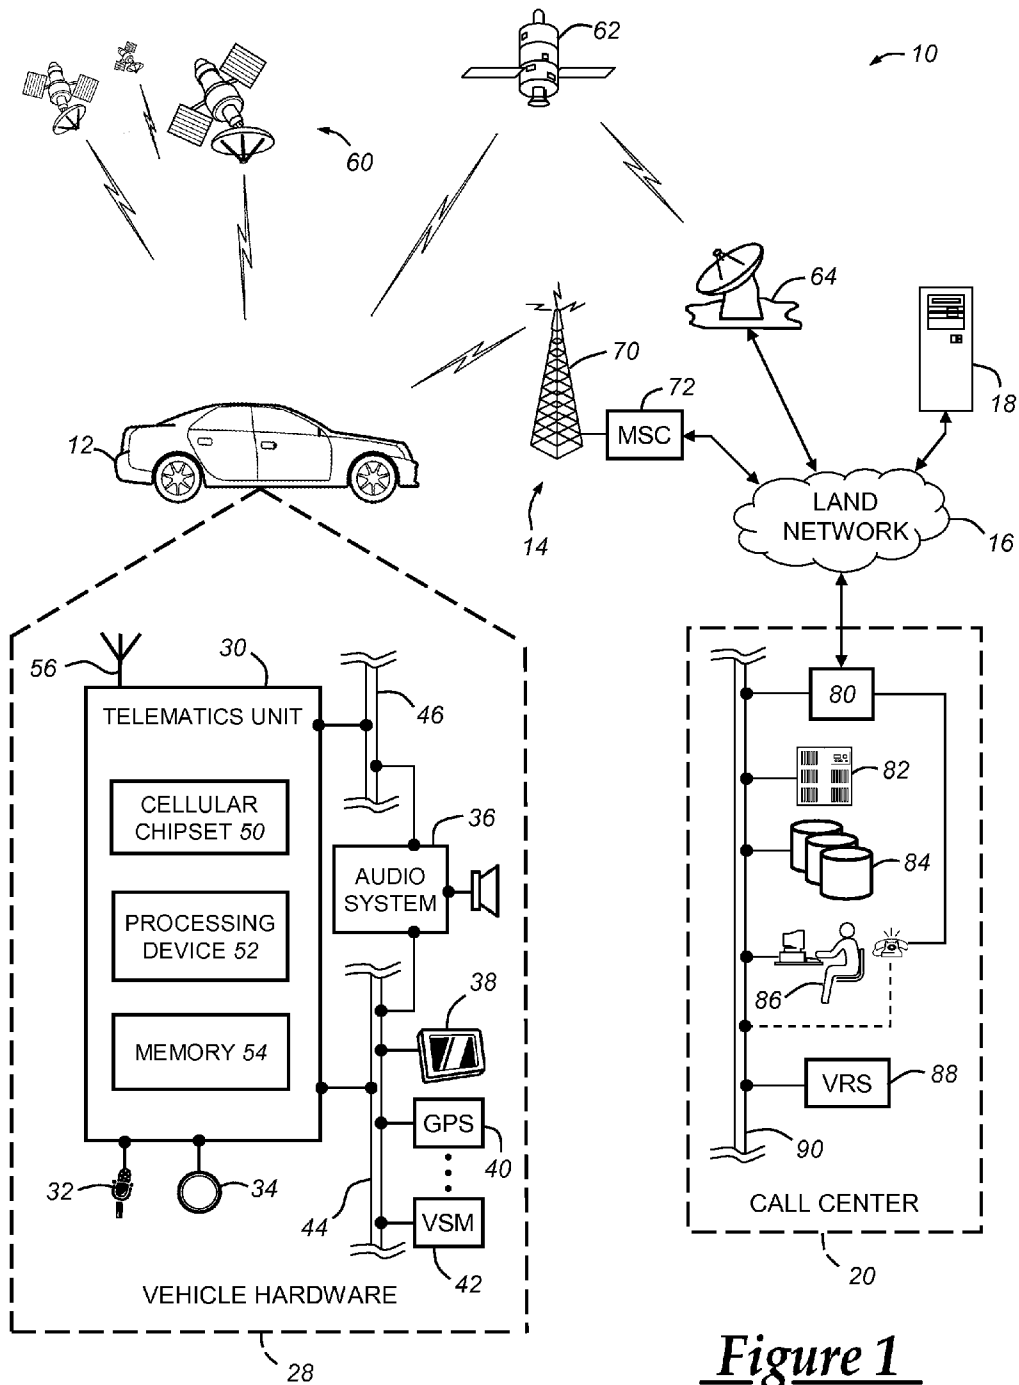 62
10
60
64
18
70
72
MSC
12
14
LAND
NETWORK
16
56
30
46
TELEMATICS UNIT
CELLULAR
CHIPSET 50
36
AUDIO
SYSTEM
PROCESSING
DEVICE 52
38
MEMORY 54
GPS
40
32
34
44
VSM
42
VEHICLE HARDWARE
28
80
82
84
86
VRS
88
90
CALL CENTER
20
Figure 1